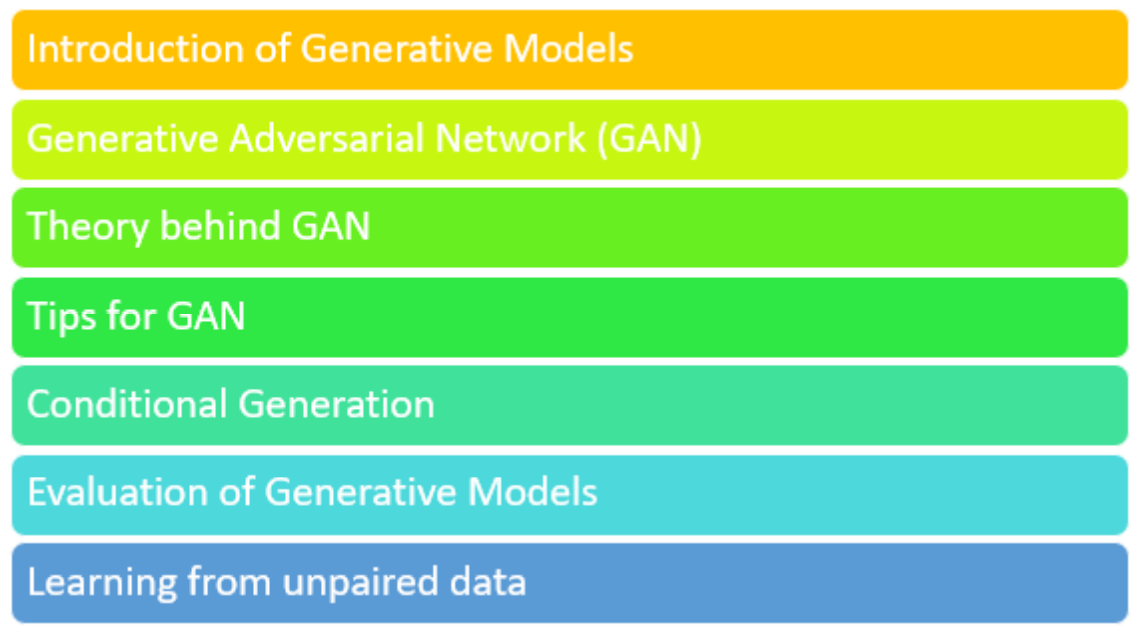 Introduction of Generative Models
Generative Adversarial Network (GAN)
Theory behind GAN
Tips for GAN
Conditional Generation
Evaluation of Generative Models
Learning from unpaired data